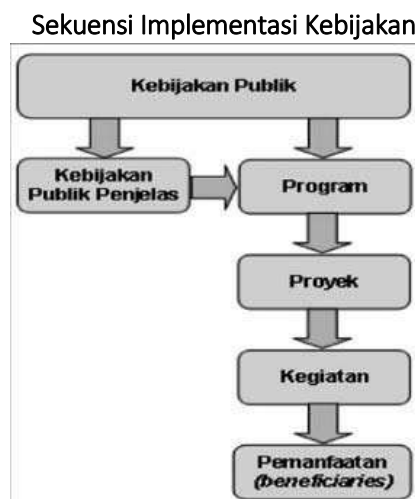 Sekuensi Implementasi Kebijakan
Kebijakan Publik
Kebijakan
Publik Penjelas
Program
Proyek
Kegiatan
Pemanfaatan
(beneficiaries)